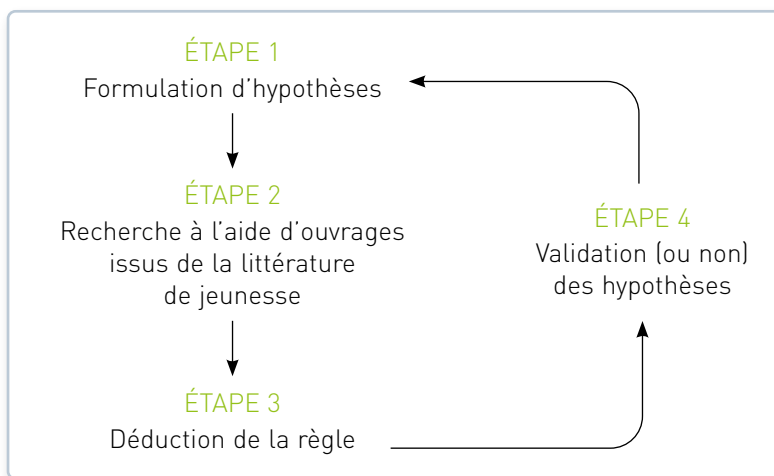 ÉTAPE 1
Formulation d'hypothèses
ÉTAPE 2
Recherche à l'aide d'ouvrages
issus de la littérature
de jeunesse
ÉTAPE 3
Déduction de la règle
ÉTAPE 4
Validation (ou non)
des hypothèses